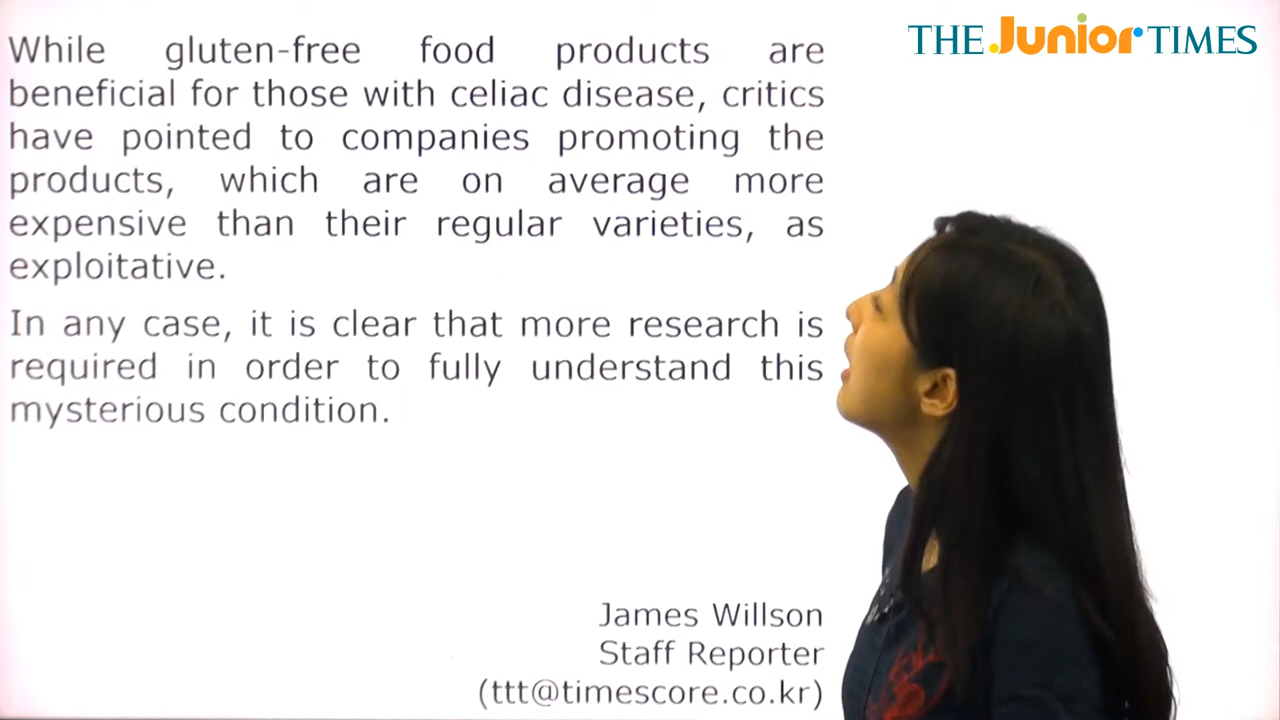 THE Junior TIMES
While gluten-free food products are
beneficial for those with celiac disease, critics
have pointed to companies promoting the
products, which are on average more
expensive than their regular varieties, as
exploitative.
In any case, it is clear that more research is
required in order to fully understand this
mysterious condition.
James Willson
Staff Reporter
(ttt@timescore.co.kr)